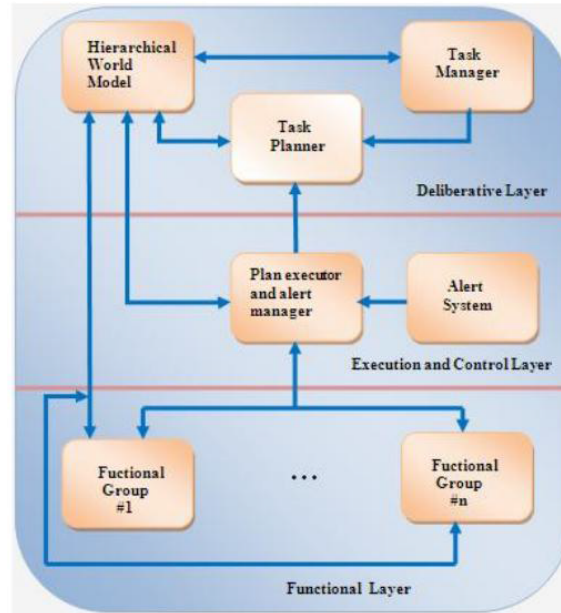 Hierarchical
World
Model
Task
Manager
Task
Planner
Deliberative Layer
Plan executor
and alert
manager
Alert
System
Execution and Control Layer
Fuctional
Group
#1
...
Fuctional
Group
#n
Functional Layer